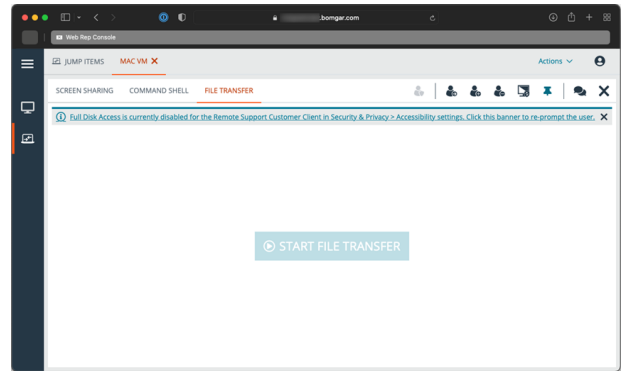 .bomgar.com
Web Rep Console
JUMP ITEMS MAC VM Actions
SCREEN SHARING COMMAND SHELL FILE TRANSFER
Full Disk Access is currently disabled for the Remote Support Customer Client in Security & Privacy > Accessibility settings. Click this banner to re-prompt the user.
START FILE TRANSFER